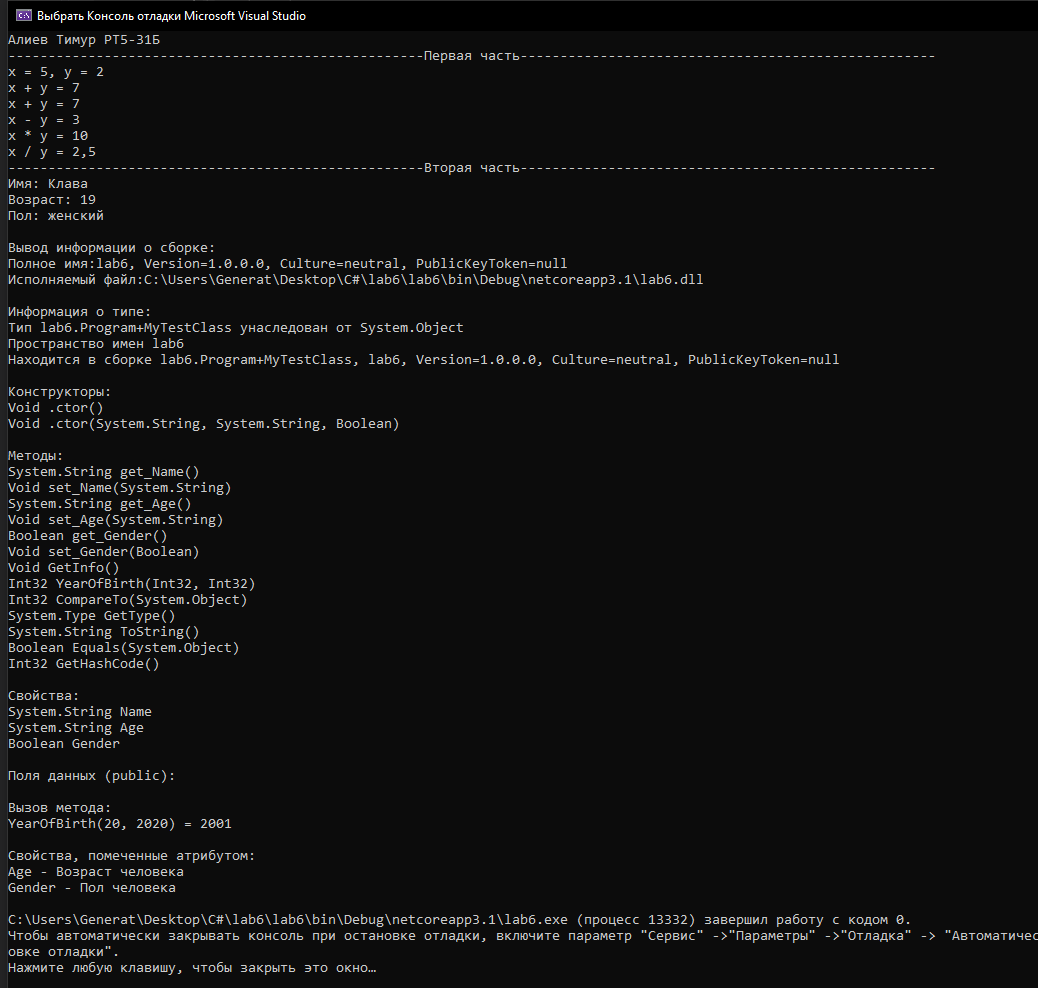 Выбрать Консоль отладки Microsoft Visual Studio
Алиев Тимур РТ5-31Б
----------------------------------------------------Первая часть----------------------------------------------------
x = 5, y = 2
x + y = 7
x + y = 7
x - y = 3
x * y = 10
x / y = 2,5
----------------------------------------------------Вторая часть----------------------------------------------------
Имя: Клава
Возраст: 19
Пол: женский
Вывод информации о сборке:
Полное имя:lab6, Version=1.0.0.0, Culture=neutral, PublicKeyToken=null
Исполняемый файл:C:\Users\Generat\Desktop\C#\lab6\lab6\bin\Debug\netcoreapp3.1\lab6.dll
Информация о типе:
Тип lab6.Program+MyTestClass унаследован от System.Object
Пространство имен lab6
Находится в сборке lab6.Program+MyTestClass, lab6, Version=1.0.0.0, Culture=neutral, PublicKeyToken=null
Конструкторы:
Void .ctor()
Void .ctor(System.String, System.String, Boolean)
Методы:
System.String get_Name()
Void set_Name(System.String)
System.String get_Age()
Void set_Age(System.String)
Boolean get_Gender()
Void set_Gender(Boolean)
Void GetInfo()
Int32 YearOfBirth(Int32, Int32)
Int32 CompareTo(System.Object)
System.Type GetType()
System.String ToString()
Boolean Equals(System.Object)
Int32 GetHashCode()
Свойства:
System.String Name
System.String Age
Boolean Gender
Поля данных (public):
Вызов метода:
YearOfBirth(20, 2020) = 2001
Свойства, помеченные атрибутом:
Age - Возраст человека
Gender - Пол человека
C:\Users\Generat\Desktop\C#\lab6\lab6\bin\Debug\netcoreapp3.1\lab6.exe (процесс 13332) завершил работу с кодом 0.
Чтобы автоматически закрывать консоль при остановке отладки, включите параметр "Сервис" ->"Параметры" ->"Отладка" -> "Автоматичес
овке отладки".
Нажмите любую клавишу, чтобы закрыть это окно…